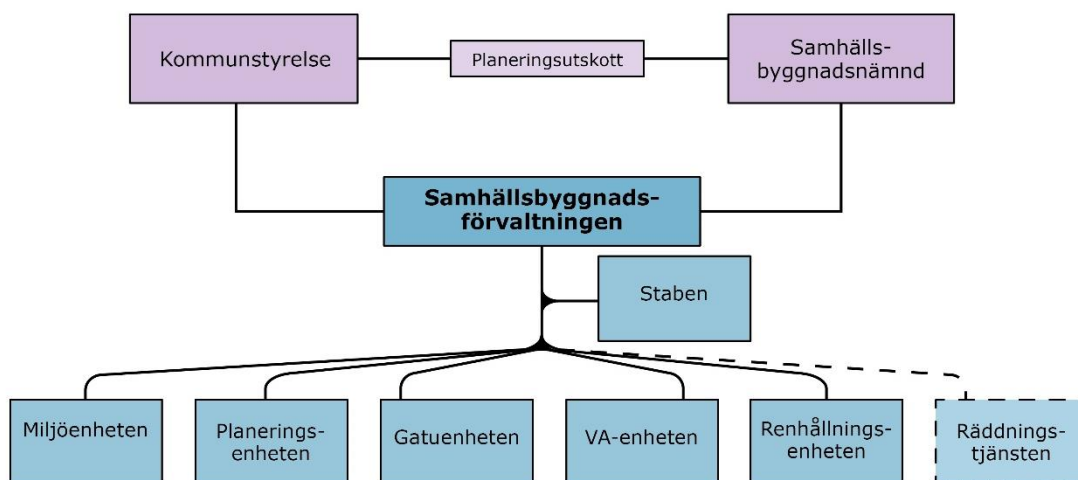 Kommunstyrelse
Planeringsutskott
Samhälls-
byggnadsnämnd
Samhällsbyggnads-
förvaltningen
Staben
Miljöenheten
Planerings-
enheten
Gatuenheten
VA-enheten
Renhållnings-
enheten
Räddnings-
tjänsten